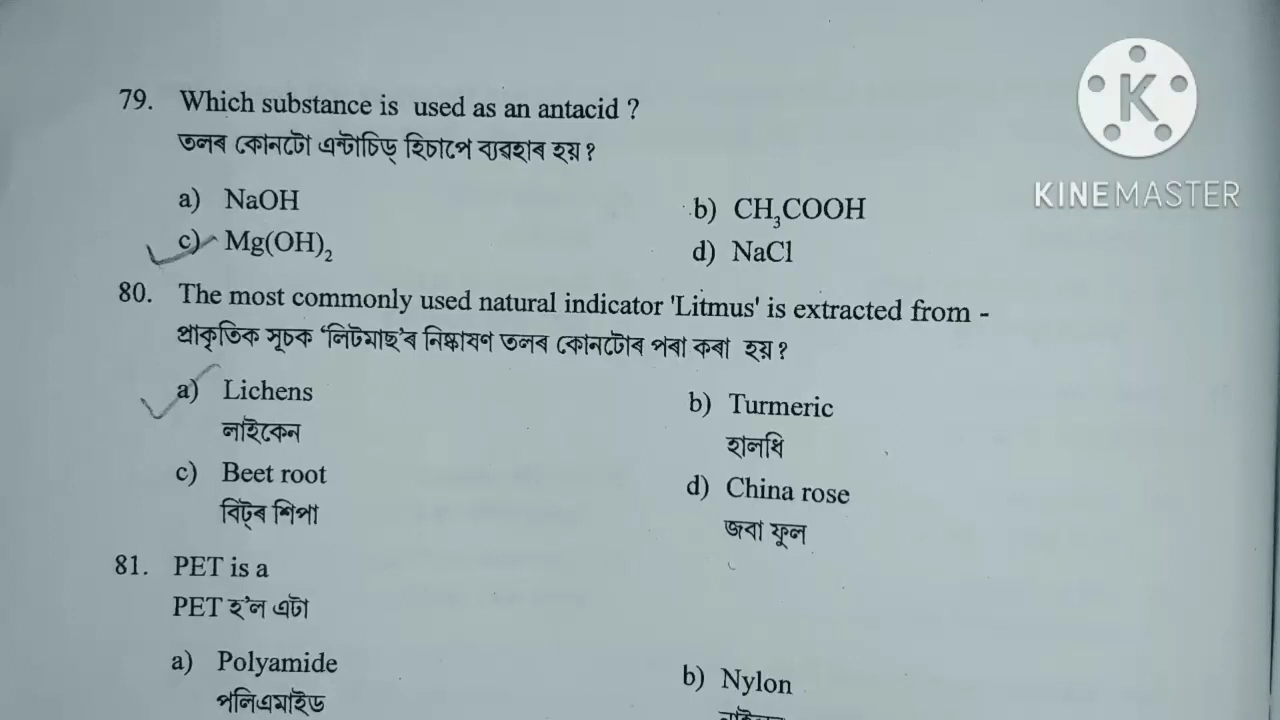 79. Which substance is used as an antacid ?
তলৰ কোনটো এন্টাচিড্ হিচাপে ব্যৱহাৰ হয় ?
a) NaOH b) CH₃COOH
c) Mg(OH)₂ d) NaCl
80. The most commonly used natural indicator 'Litmus' is extracted from -
প্ৰাকৃতিক সূচক ‘লিটমাছ’ৰ নিষ্কাষণ তলৰ কোনটোৰ পৰা কৰা হয় ?
a) Lichens b) Turmeric
লাইকেন হালধি
c) Beet root d) China rose
বিট্ৰ শিপা জবা ফুল
81. PET is a
PET হ’ল এটা
a) Polyamide b) Nylon
পলিএমাইড
K
KINEMASTER